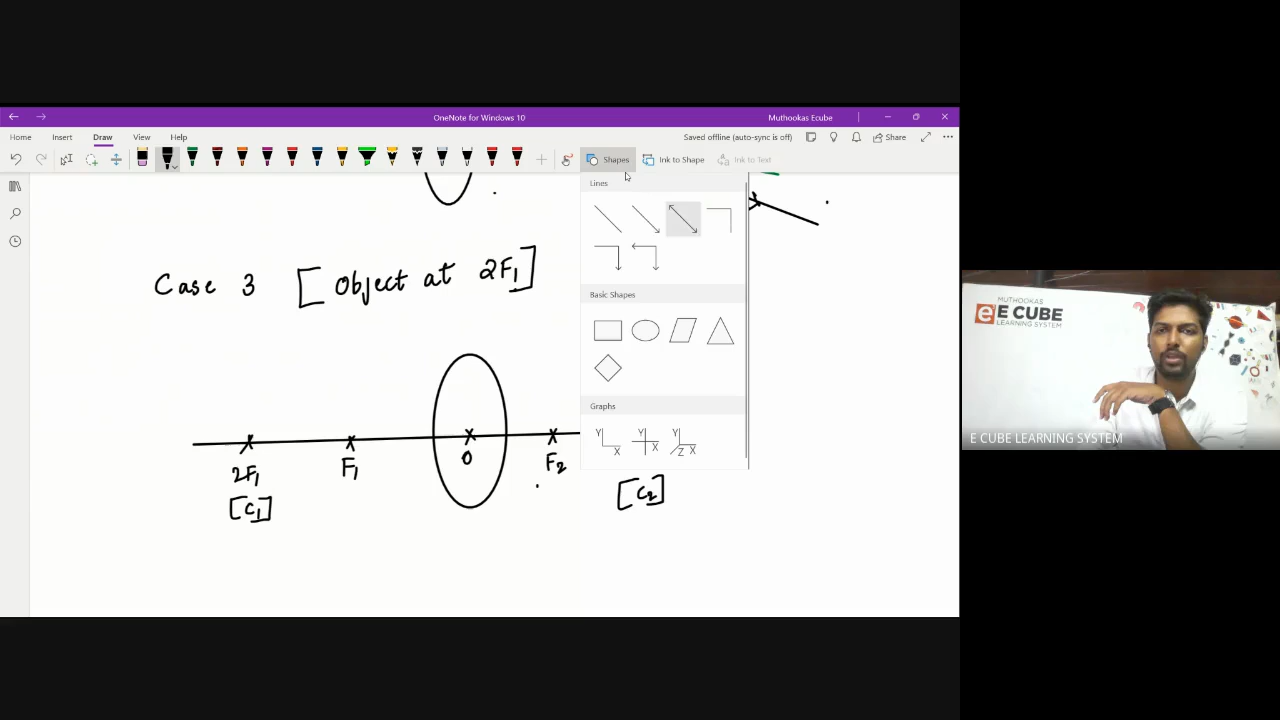 OneNote for Windows 10
Muthookas Ecube
Home Insert Draw View Help
Saved offline (auto-sync is off)
Share
Shapes
Ink to Shape
Ink to Text
Lines
Case 3 [Object at 2F1]
Basic Shapes
Graphs
Y X Y X Y Z X
2F1 F1 O F2
[C1] [C2]
MUTHOOKAS
E CUBE
LEARNING SYSTEM
E CUBE LEARNING SYSTEM